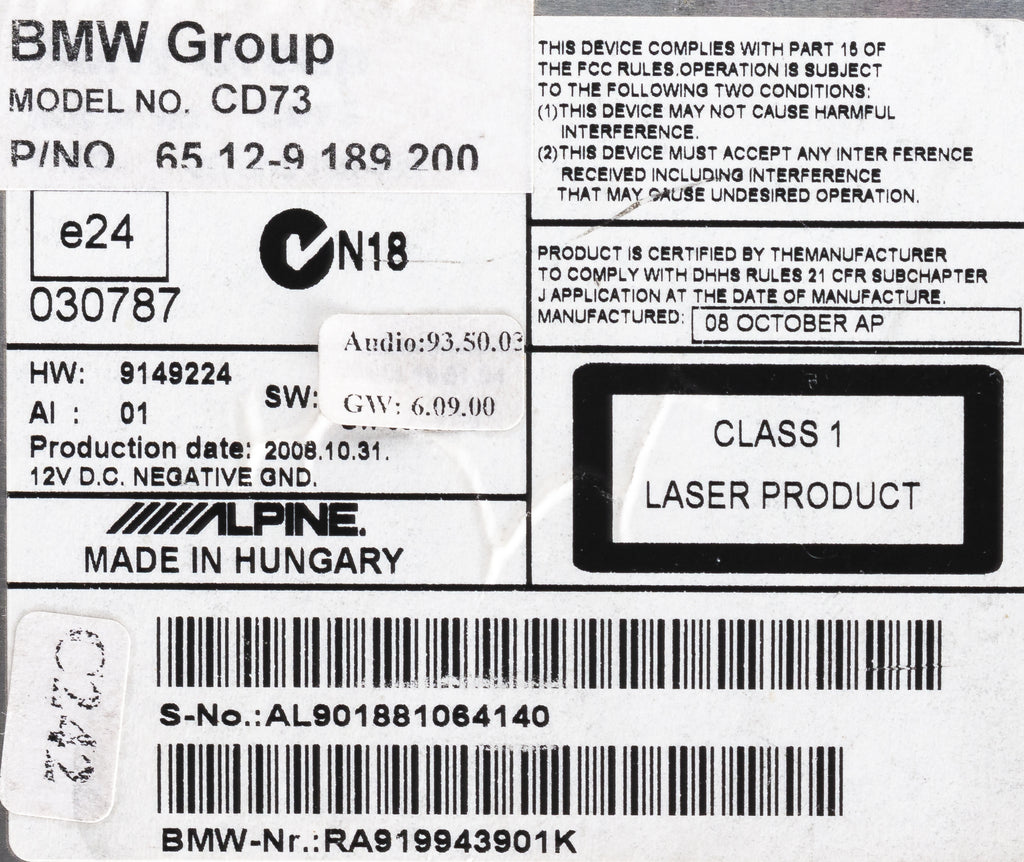 BMW Group
MODEL NO. CD73
P/NO 65 12-9 189 200
THIS DEVICE COMPLIES WITH PART 15 OF
THE FCC RULES.OPERATION IS SUBJECT
TO THE FOLLOWING TWO CONDITIONS:
(1)THIS DEVICE MAY NOT CAUSE HARMFUL
INTERFERENCE.
(2)THIS DEVICE MUST ACCEPT ANY INTER FERENCE
RECEIVED INCLUDING INTERFERENCE
THAT MAY CAUSE UNDESIRED OPERATION.
e24
030787
N18
PRODUCT IS CERTIFIED BY THEMANUFACTURER
TO COMPLY WITH DHHS RULES 21 CFR SUBCHAPTER
J APPLICATION AT THE DATE OF MANUFACTURE.
MANUFACTURED: 08 OCTOBER AP
HW: 9149224
AI : 01
SW:
Audio:93.50.03
GW: 6.09.00
Production date: 2008.10.31.
12V D.C. NEGATIVE GND.
ALPINE.
MADE IN HUNGARY
CLASS 1
LASER PRODUCT
S-No.:AL901881064140
BMW-Nr.:RA919943901K